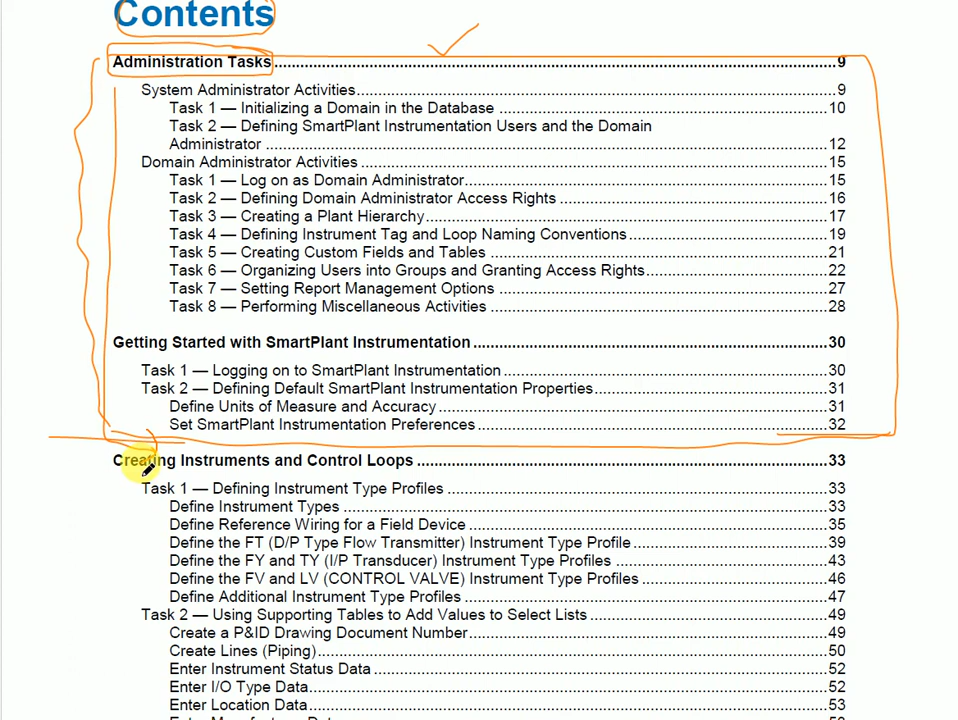 Contents
Administration Tasks 9
System Administrator Activities 9
Task 1 — Initializing a Domain in the Database 10
Task 2 — Defining SmartPlant Instrumentation Users and the Domain
Administrator 12
Domain Administrator Activities 15
Task 1 — Log on as Domain Administrator 15
Task 2 — Defining Domain Administrator Access Rights 16
Task 3 — Creating a Plant Hierarchy 17
Task 4 — Defining Instrument Tag and Loop Naming Conventions 19
Task 5 — Creating Custom Fields and Tables 21
Task 6 — Organizing Users into Groups and Granting Access Rights 22
Task 7 — Setting Report Management Options 27
Task 8 — Performing Miscellaneous Activities 28
Getting Started with SmartPlant Instrumentation 30
Task 1 — Logging on to SmartPlant Instrumentation 30
Task 2 — Defining Default SmartPlant Instrumentation Properties 31
Define Units of Measure and Accuracy 31
Set SmartPlant Instrumentation Preferences 32
Creating Instruments and Control Loops 33
Task 1 — Defining Instrument Type Profiles 33
Define Instrument Types 33
Define Reference Wiring for a Field Device 35
Define the FT (D/P Type Flow Transmitter) Instrument Type Profile 39
Define the FY and TY (I/P Transducer) Instrument Type Profiles 43
Define the FV and LV (CONTROL VALVE) Instrument Type Profiles 46
Define Additional Instrument Type Profiles 47
Task 2 — Using Supporting Tables to Add Values to Select Lists 49
Create a P&ID Drawing Document Number 49
Create Lines (Piping) 50
Enter Instrument Status Data 52
Enter I/O Type Data 52
Enter Location Data 53